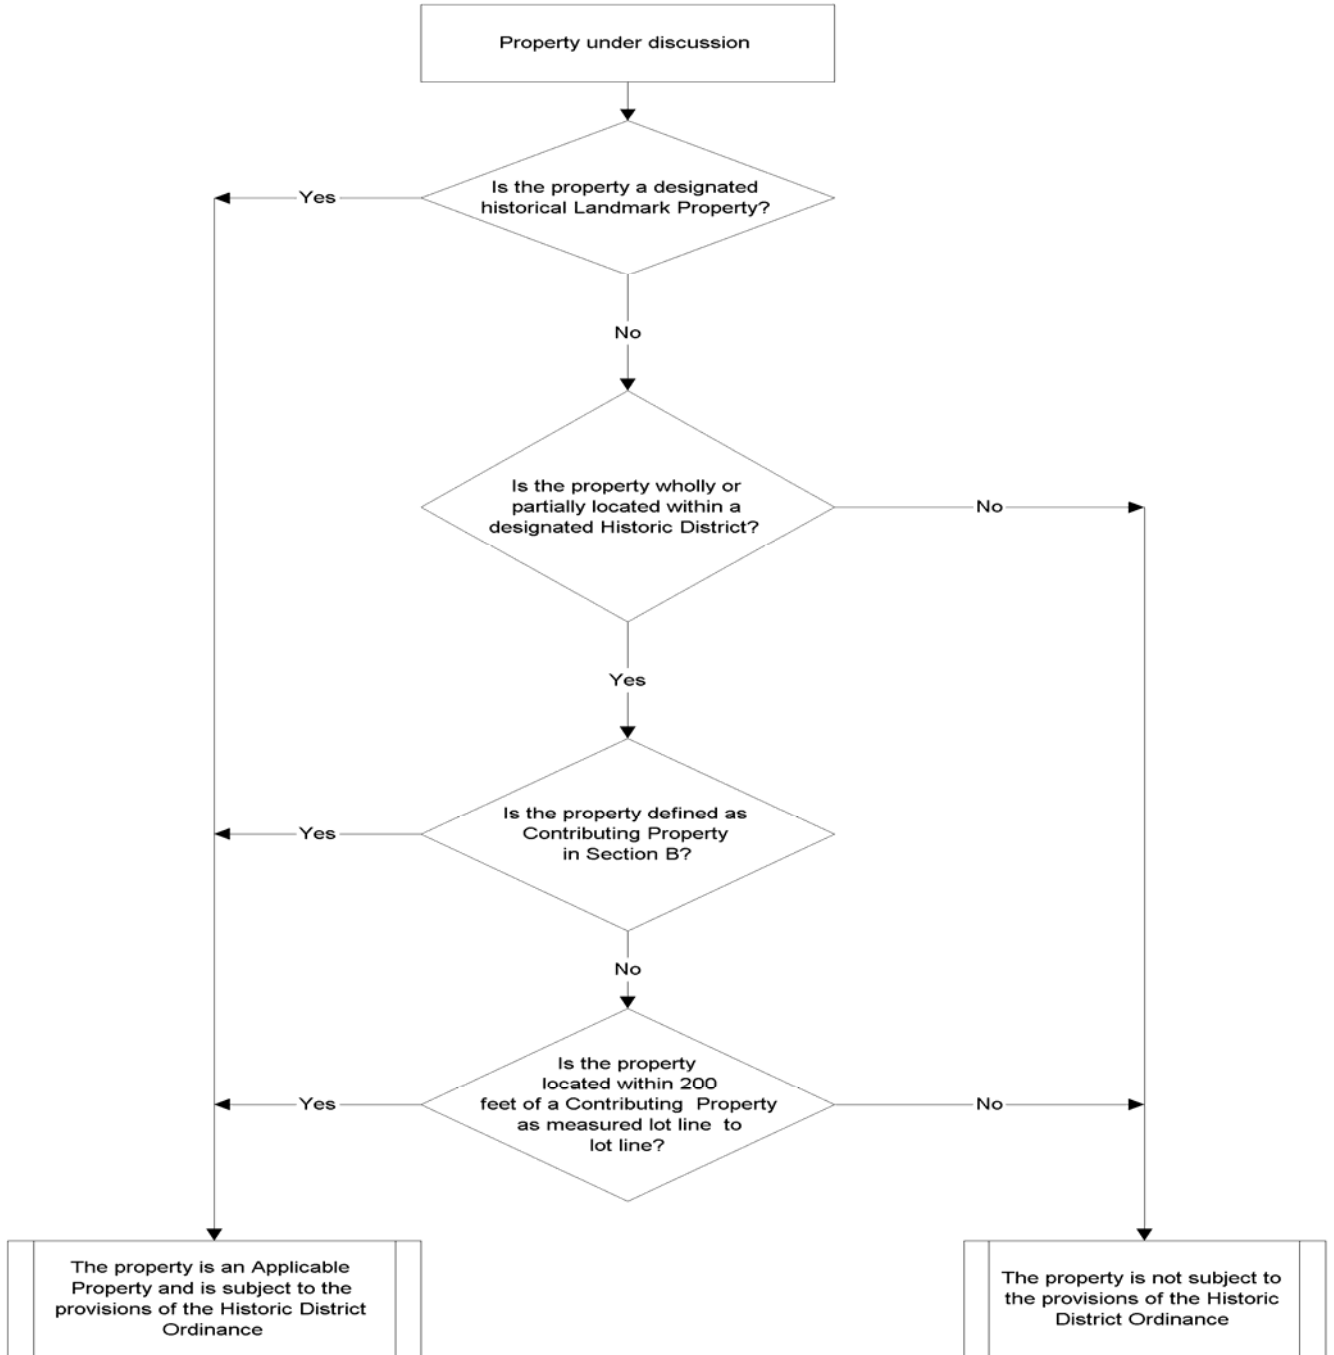 Property under discussion
Is the property a designated
historical Landmark Property?
Yes
No
Is the property wholly or
partially located within a
designated Historic District?
No
Yes
Is the property defined as
Contributing Property
in Section B?
Yes
No
Is the property
located within 200
feet of a Contributing Property
as measured lot line to
lot line?
Yes
No
The property is an Applicable
Property and is subject to the
provisions of the Historic District
Ordinance
The property is not subject to
the provisions of the Historic
District Ordinance